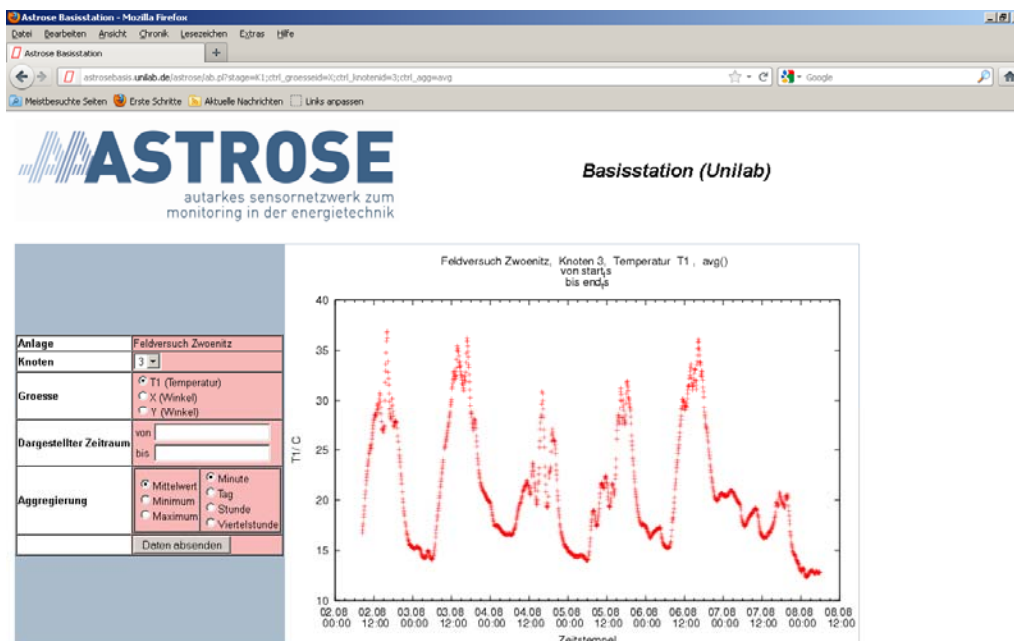 Astrose Basisstation - Mozilla Firefox
Datei Bearbeiten Ansicht Chronik Lesezeichen Extras Hilfe
Astrose Basisstation
astrosebasis.unilab.de/astrose/ab.pl?stage=K1;ctrl_groesseid=X;ctrl_knotenid=3;ctrl_agg=avg
Google
Meistbesuchte Seiten Erste Schritte Aktuelle Nachrichten Links anpassen
ASTROSE
autarkes sensornetzwerk zum
monitoring in der energietechnik
Basisstation (Unilab)
Anlage Feldversuch Zwoenitz
Knoten 3
Groesse
T1 (Temperatur)
X (Winkel)
Y (Winkel)
Dargestellter Zeitraum
von
bis
Aggregierung
Mittelwert
Minimum
Maximum
Minute
Tag
Stunde
Viertelstunde
Daten absenden
Feldversuch Zwoenitz, Knoten 3, Temperatur T1 , avg()
von startts
bis endts
T1/ C
40
35
30
25
20
15
10
02.08 02.08 03.08 03.08 04.08 04.08 05.08 05.08 06.08 06.08 07.08 07.08 08.08 08.08
00:00 12:00 00:00 12:00 00:00 12:00 00:00 12:00 00:00 12:00 00:00 12:00 00:00 12:00
Zeitstempel